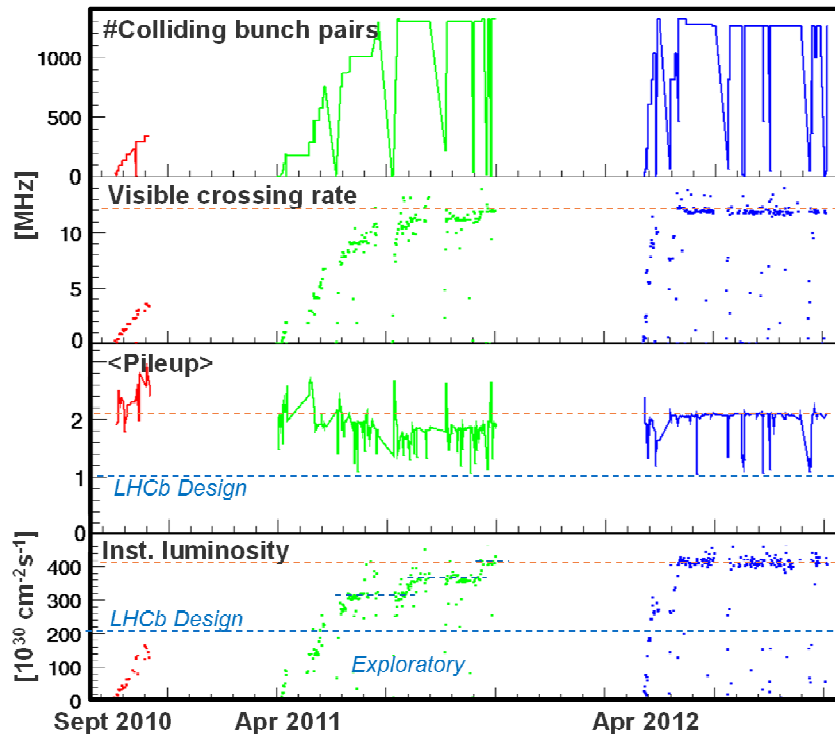 #Colliding bunch pairs
1000
500
0
Visible crossing rate
[MHz]
10
5
0
<Pileup>
2
1
LHCb Design
0
Inst. luminosity
[10³⁰ cm⁻²s⁻¹]
400
300
LHCb Design
200
Exploratory
100
0
Sept 2010 Apr 2011 Apr 2012